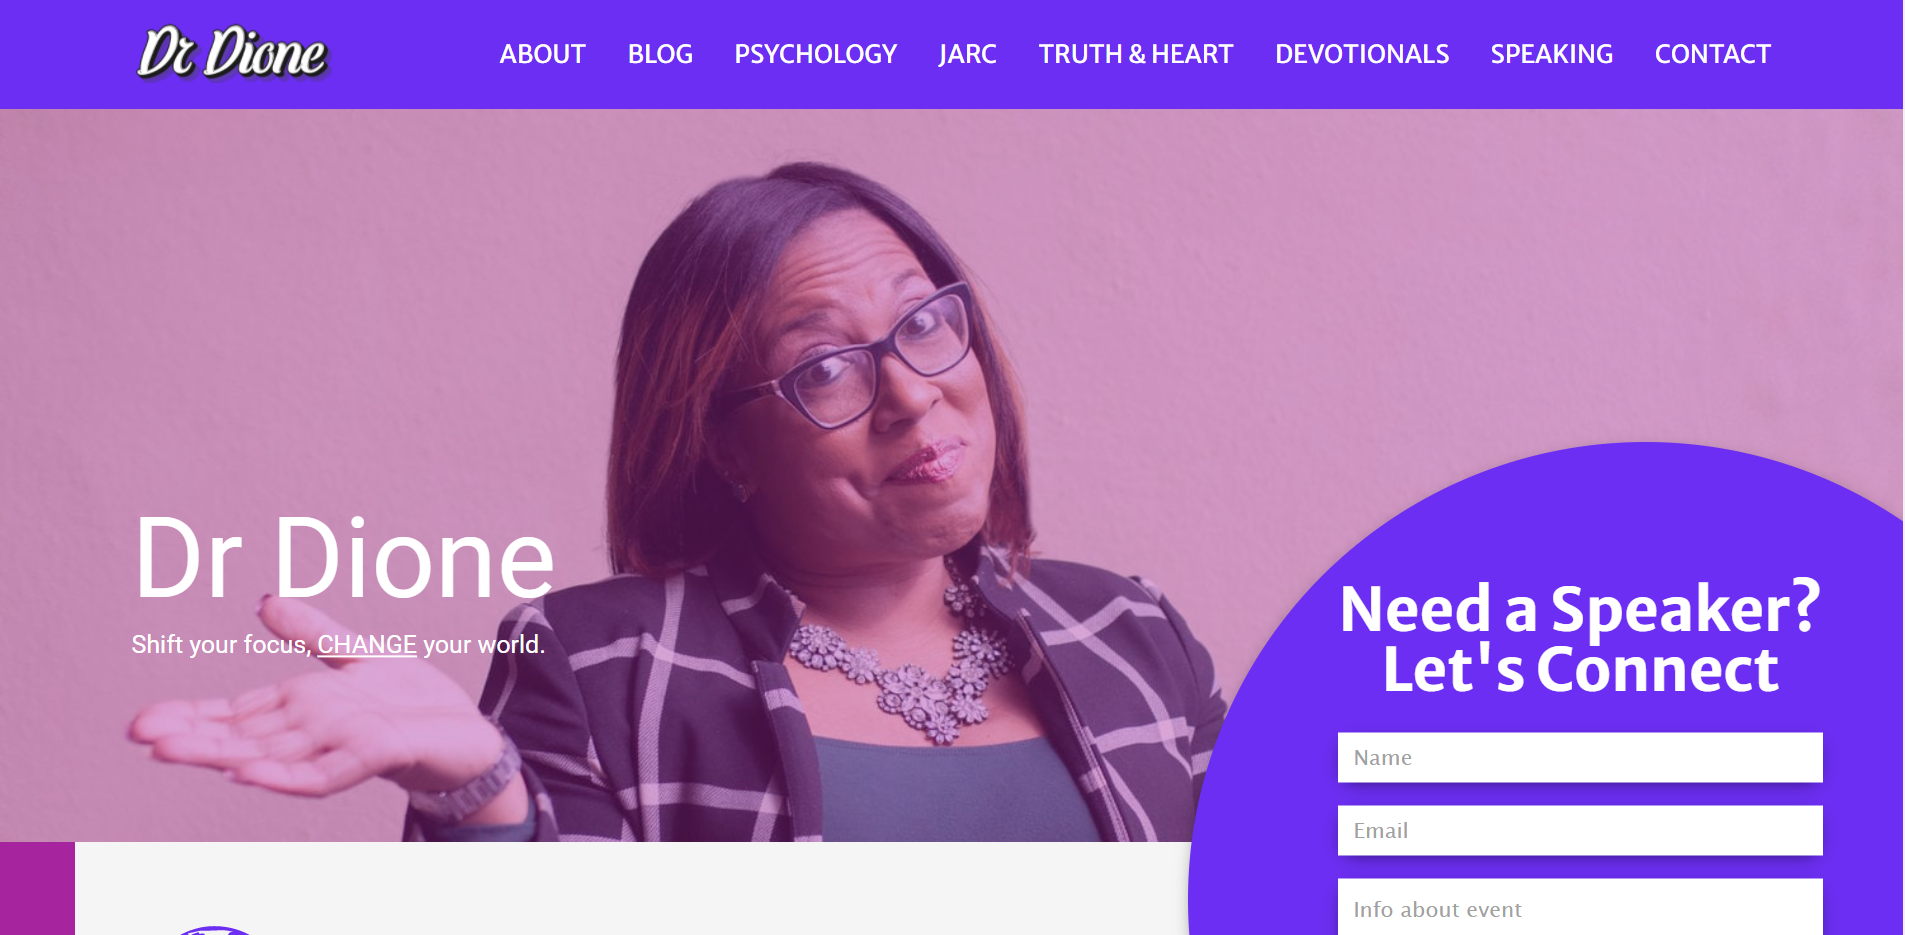 Dr Dione
ABOUT BLOG PSYCHOLOGY JARC TRUTH & HEART DEVOTIONALS SPEAKING CONTACT
Dr Dione
Shift your focus, CHANGE your world.
Need a Speaker?
Let's Connect
Name
Email
Info about event